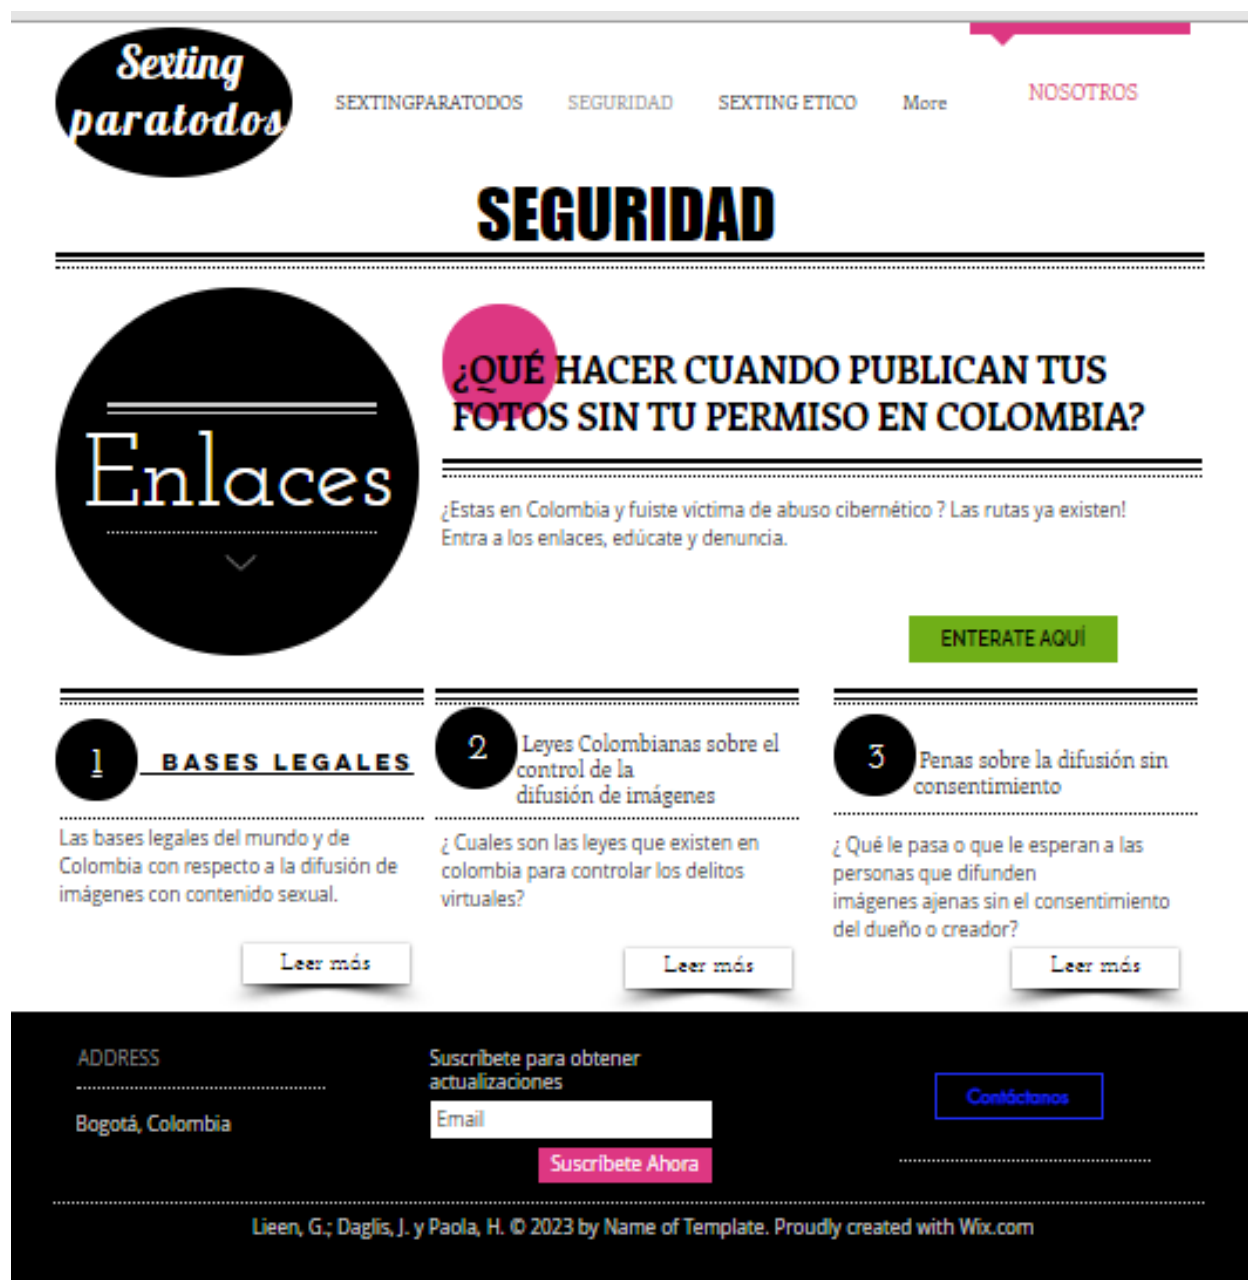 Sexting
paratodos
SEXTINGPARATODOS SEGURIDAD SEXTING ETICO More NOSOTROS
SEGURIDAD
Enlaces
¿QUÉ HACER CUANDO PUBLICAN TUS
FOTOS SIN TU PERMISO EN COLOMBIA?
¿Estas en Colombia y fuiste víctima de abuso cibernético ? Las rutas ya existen!
Entra a los enlaces, edúcate y denuncia.
ENTERATE AQUÍ
1 BASES LEGALES
Las bases legales del mundo y de
Colombia con respecto a la difusión de
imágenes con contenido sexual.
Leer más
2 Leyes Colombianas sobre el
control de la
difusión de imágenes
¿ Cuales son las leyes que existen en
colombia para controlar los delitos
virtuales?
Leer más
3 Penas sobre la difusión sin
consentimiento
¿ Qué le pasa o que le esperan a las
personas que difunden
imágenes ajenas sin el consentimiento
del dueño o creador?
Leer más
ADDRESS
Bogotá, Colombia
Suscríbete para obtener
actualizaciones
Email
Suscríbete Ahora
Contáctanos
Lieen, G.; Daglis, J. y Paola, H. © 2023 by Name of Template. Proudly created with Wix.com